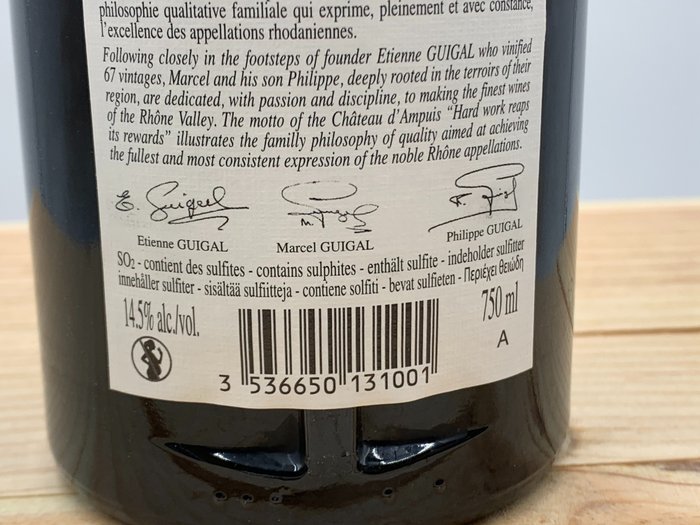 philosophie qualitative familiale qui exprime, pleinement et avec constance,
l'excellence des appellations rhodaniennes.
Following closely in the footsteps of founder Etienne GUIGAL who vinified
67 vintages, Marcel and his son Philippe, deeply rooted in the terroirs of their
region, are dedicated, with passion and discipline, to making the finest wines
of the Rhône Valley. The motto of the Château d'Ampuis "Hard work reaps
its rewards" illustrates the familly philosophy of quality aimed at achieving
the fullest and most consistent expression of the noble Rhône appellations.
E. Guigal M. Guigal P. Guigal
Etienne GUIGAL Marcel GUIGAL Philippe GUIGAL
SO2 - contient des sulfites - contains sulphites - enthält sulfite - indeholder sulfitter
innehåller sulfiter - sisältää sulfiitteja - contiene solfiti - bevat sulfieten - Περιέχει Θειώδη
14.5% alc./vol. 750 ml
A
3 536650 131001